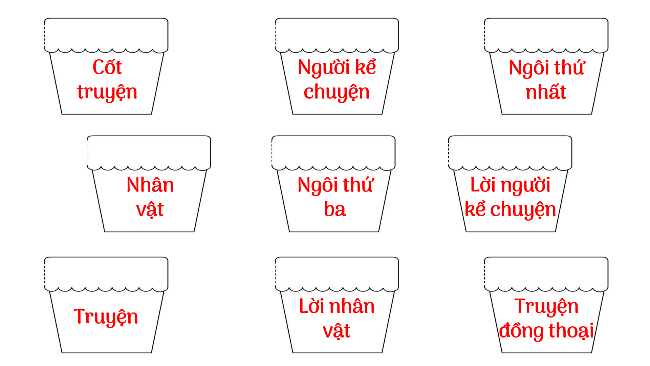 Cốt
truyện
Người kể
chuyện
Ngôi thứ
nhất
Nhân
vật
Ngôi thứ
ba
Lời người
kể chuyện
Truyện
Lời nhân
vật
Truyện
đồng thoại